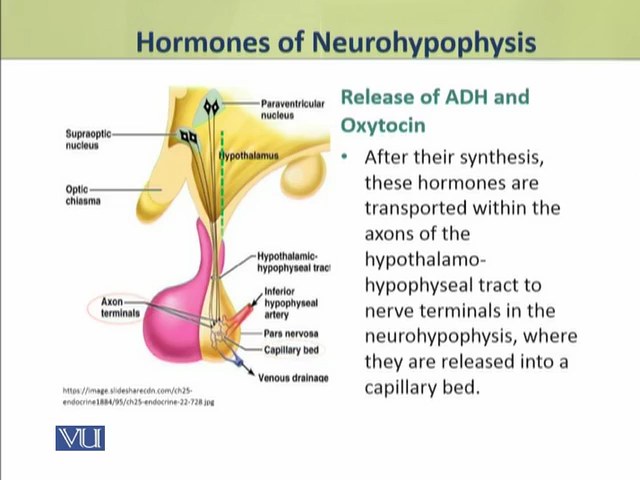 Hormones of Neurohypophysis
Paraventricular
nucleus
Supraoptic
nucleus
Hypothalamus
Optic
chiasma
Hypothalamic-
hypophyseal tract
Inferior
hypophyseal
artery
Axon
terminals
Pars nervosa
Capillary bed
Venous drainage
https://image.slidesharecdn.com/ch25-
endocrine1884/95/ch25-endocrine-22-728.jpg
VU
Release of ADH and
Oxytocin
• After their synthesis,
these hormones are
transported within the
axons of the
hypothalamo-
hypophyseal tract to
nerve terminals in the
neurohypophysis, where
they are released into a
capillary bed.